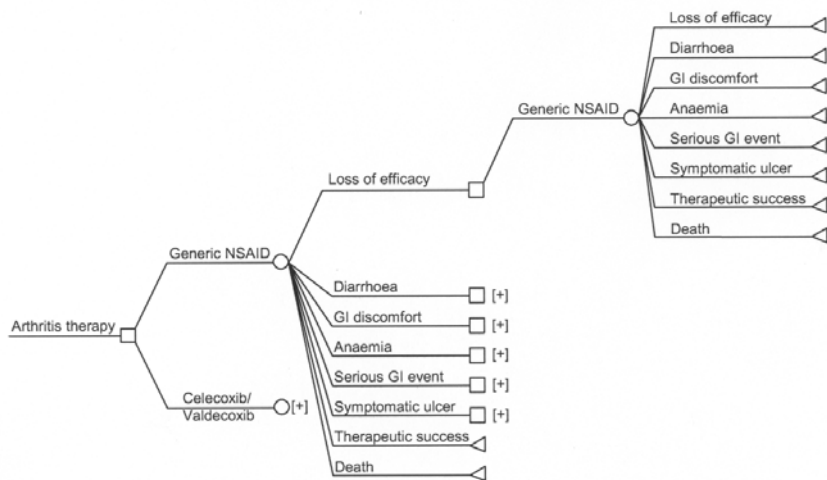 Loss of efficacy
Diarrhoea
GI discomfort
Generic NSAID
Anaemia
Serious GI event
Loss of efficacy
Symptomatic ulcer
Therapeutic success
Death
Generic NSAID
Diarrhoea
[+]
GI discomfort
[+]
Arthritis therapy
Anaemia
[+]
Serious GI event
[+]
Celecoxib/
Valdecoxib
[+]
Symptomatic ulcer
[+]
Therapeutic success
Death